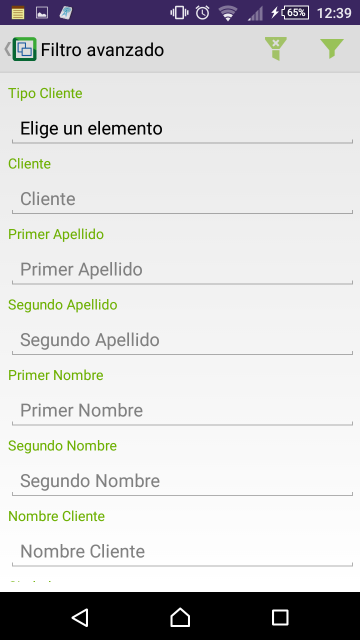 65% 12:39
Filtro avanzado
Tipo Cliente
Elige un elemento
Cliente
Cliente
Primer Apellido
Primer Apellido
Segundo Apellido
Segundo Apellido
Primer Nombre
Primer Nombre
Segundo Nombre
Segundo Nombre
Nombre Cliente
Nombre Cliente